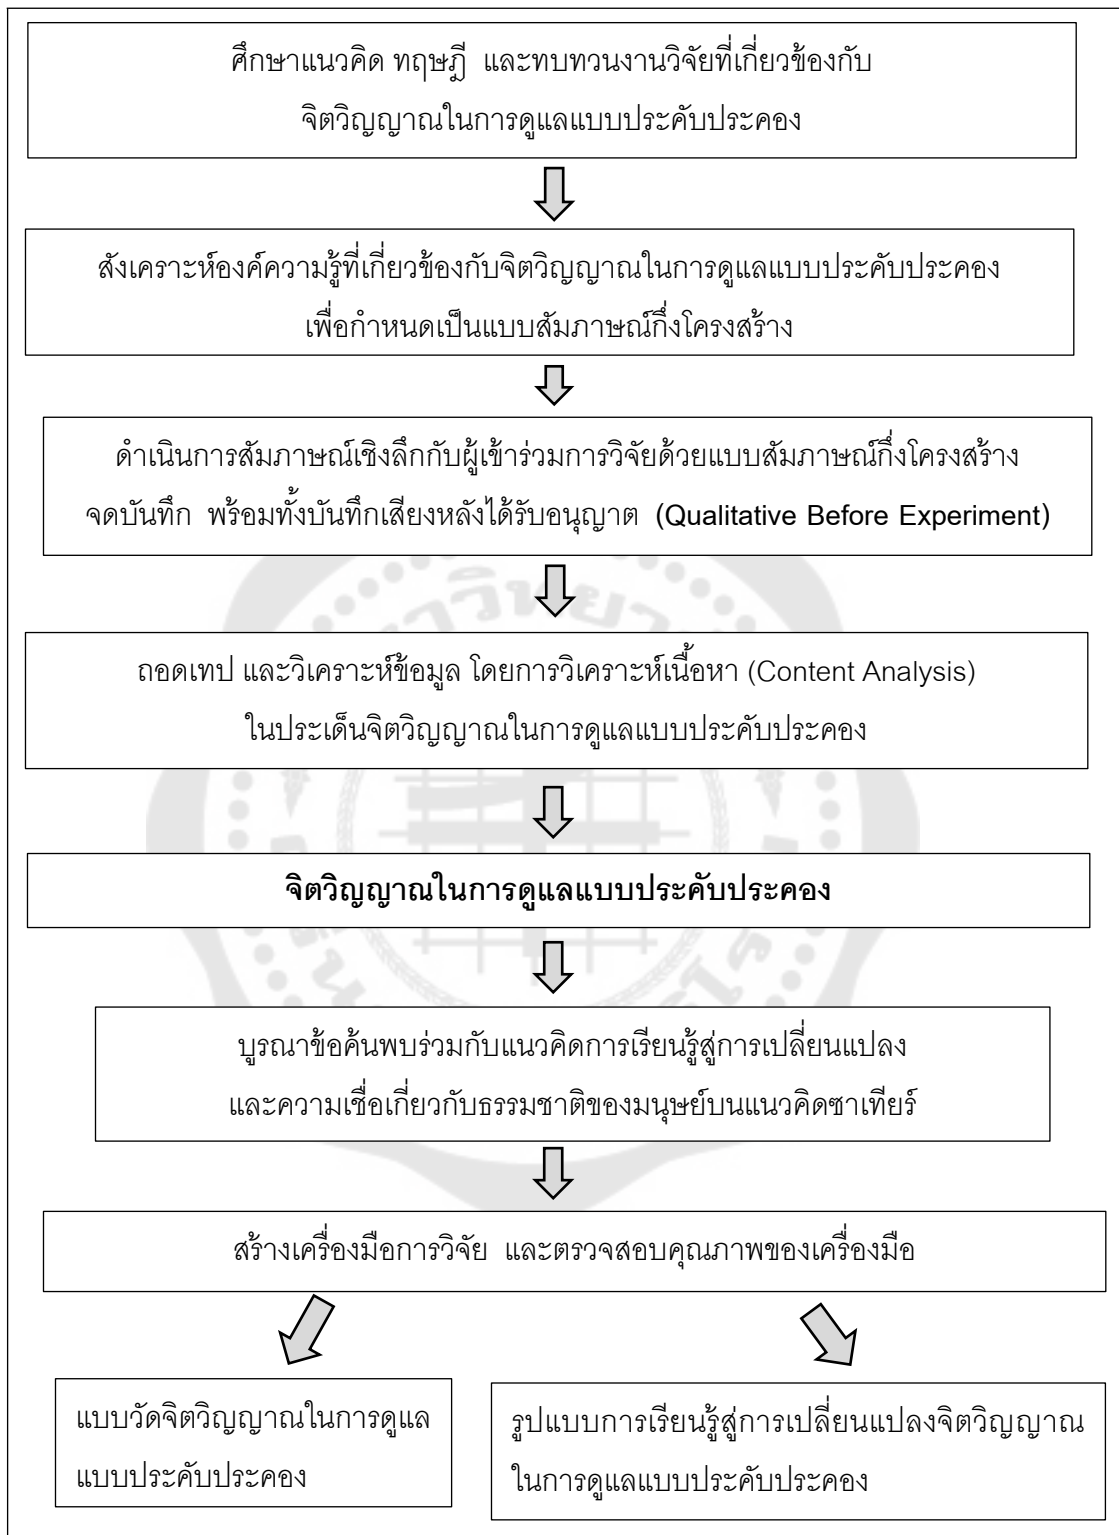 ศึกษาแนวคิด ทฤษฎี และทบทวนงานวิจัยที่เกี่ยวข้องกับ
จิตวิญญาณในการดูแลแบบประคับประคอง
สังเคราะห์องค์ความรู้ที่เกี่ยวข้องกับจิตวิญญาณในการดูแลแบบประคับประคอง
เพื่อกำหนดเป็นแบบสัมภาษณ์กึ่งโครงสร้าง
ดำเนินการสัมภาษณ์เชิงลึกกับผู้เข้าร่วมการวิจัยด้วยแบบสัมภาษณ์กึ่งโครงสร้าง
จดบันทึก พร้อมทั้งบันทึกเสียงหลังได้รับอนุญาต (Qualitative Before Experiment)
ถอดเทป และวิเคราะห์ข้อมูล โดยการวิเคราะห์เนื้อหา (Content Analysis)
ในประเด็นจิตวิญญาณในการดูแลแบบประคับประคอง
จิตวิญญาณในการดูแลแบบประคับประคอง
บูรณาข้อค้นพบร่วมกับแนวคิดการเรียนรู้สู่การเปลี่ยนแปลง
และความเชื่อเกี่ยวกับธรรมชาติของมนุษย์บนแนวคิดซาเทียร์
สร้างเครื่องมือการวิจัย และตรวจสอบคุณภาพของเครื่องมือ
แบบวัดจิตวิญญาณในการดูแล
แบบประคับประคอง
รูปแบบการเรียนรู้สู่การเปลี่ยนแปลงจิตวิญญาณ
ในการดูแลแบบประคับประคอง